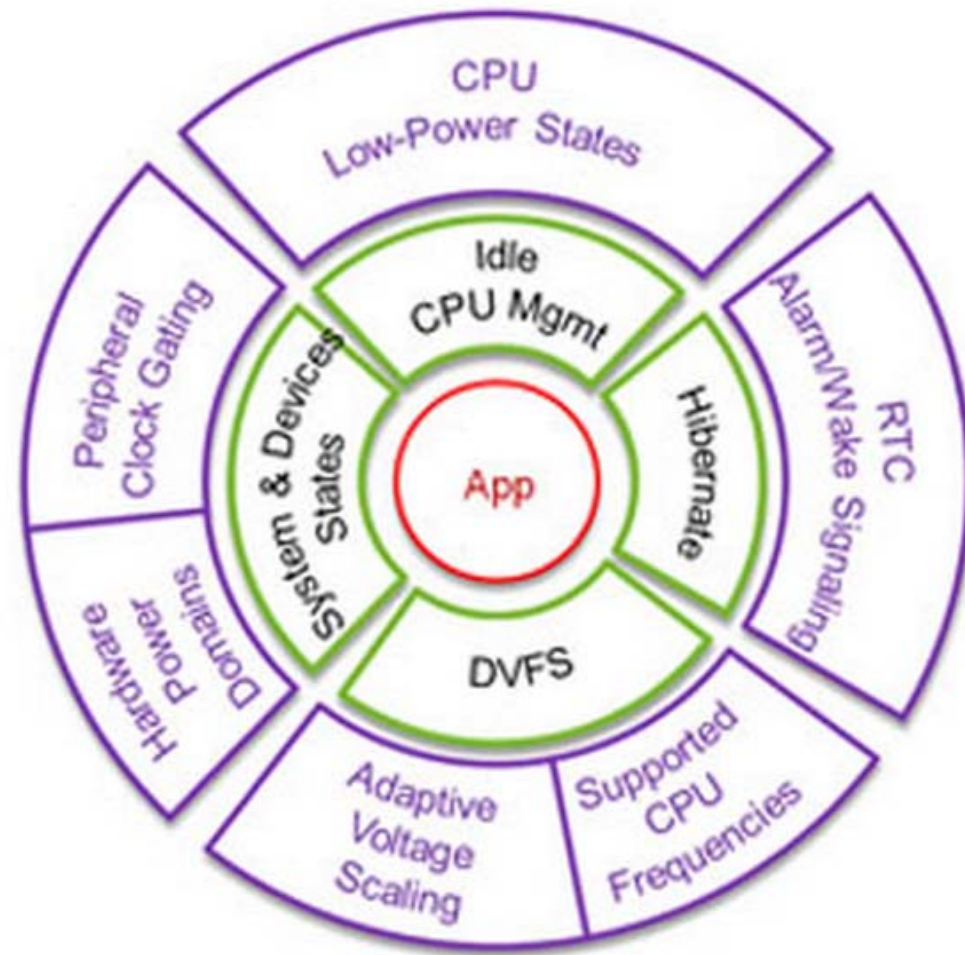 CPU
Low-Power States
Idle
CPU Mgmt
Peripheral
Clock Gating
System & Devices
States
App
Hibernate
RTC
Alarm/Wake Signaling
Hardware
Power
Domains
DVFS
Adaptive
Voltage
Scaling
Supported
CPU
Frequencies